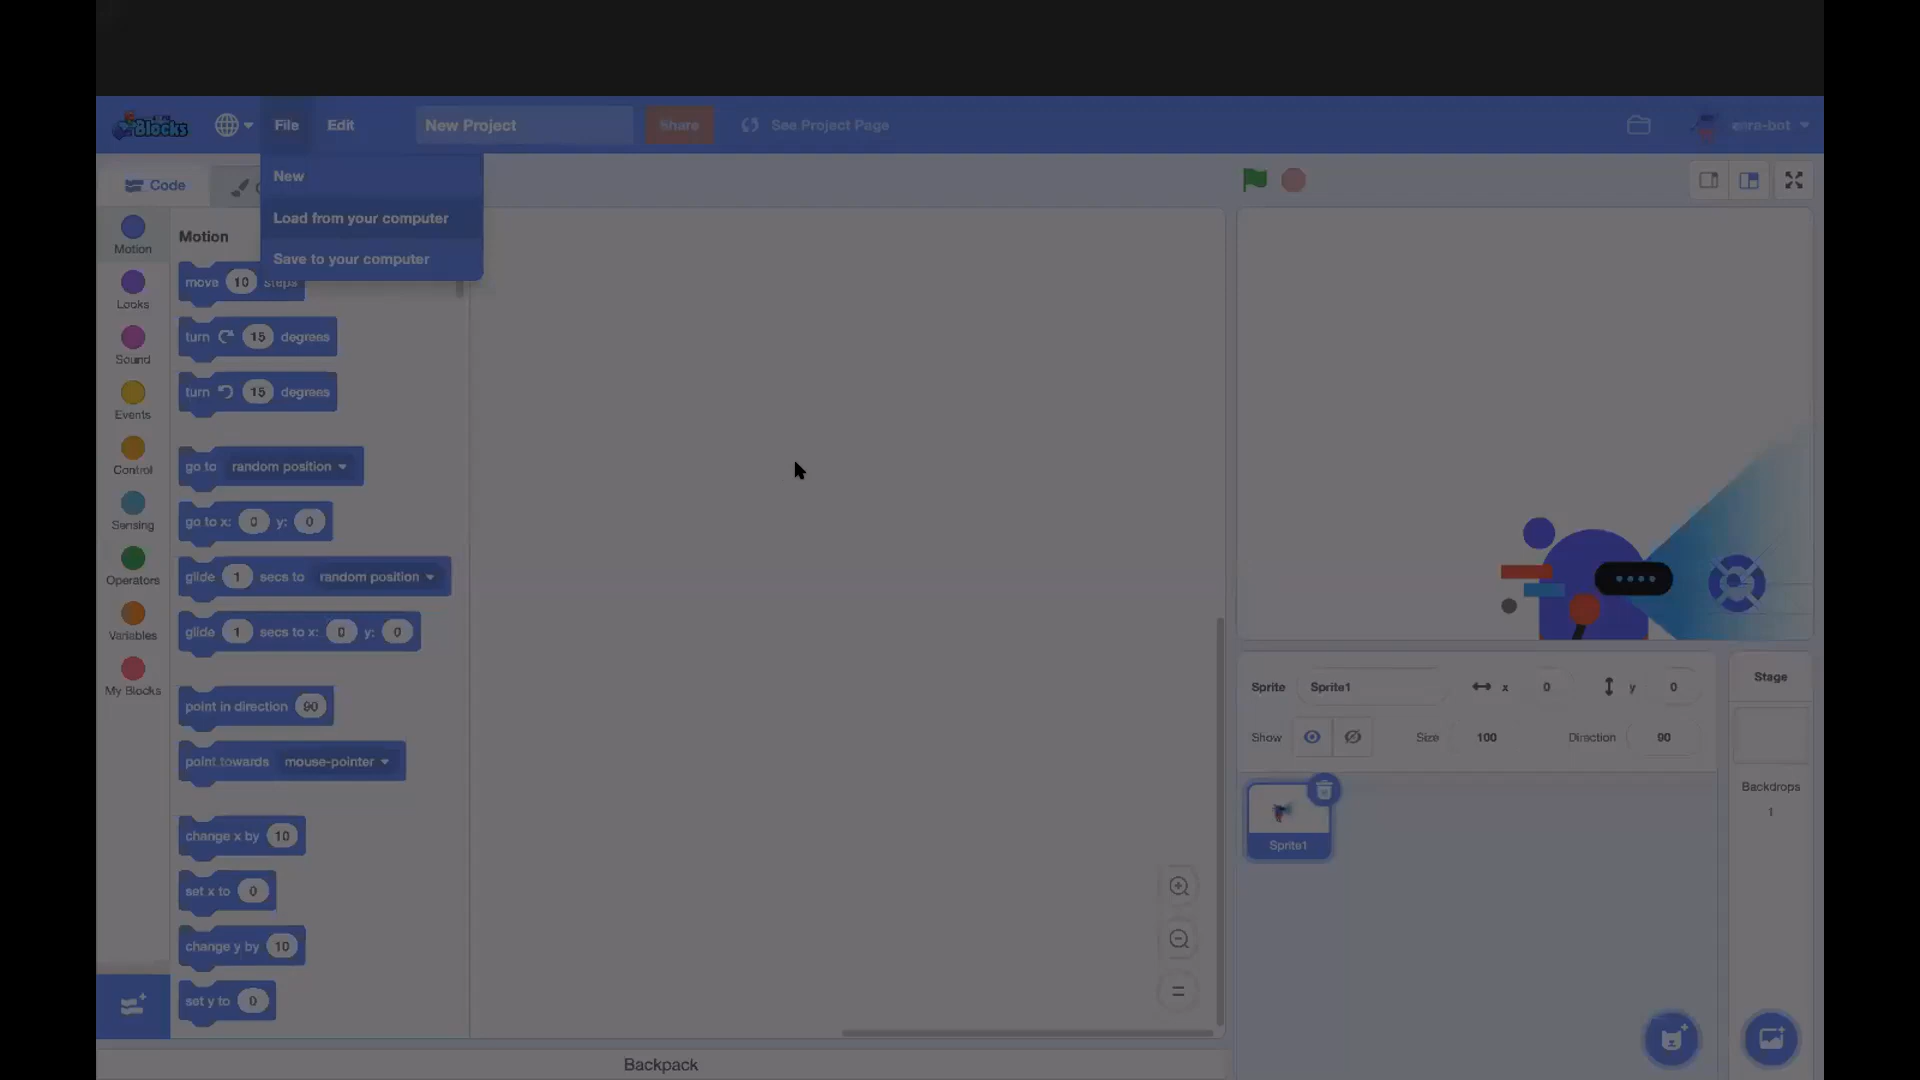 Blocks
File
Edit
New Project
Share
See Project Page
New
Load from your computer
Save to your computer
Code
Motion
Looks
Sound
Events
Control
Sensing
Operators
Variables
My Blocks
Motion
move 10 steps
turn 15 degrees
turn 15 degrees
go to random position
go to x: 0 y: 0
glide 1 secs to random position
glide 1 secs to x: 0 y: 0
point in direction 90
point towards mouse-pointer
change x by 10
set x to 0
change y by 10
set y to 0
Backpack
Sprite Sprite1 x 0 y 0
Show Size 100 Direction 90
Sprite1
Stage
Backdrops
1